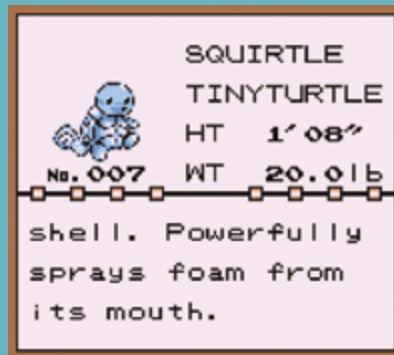 SQUIRTLE
TINYTURTLE
HT 1′08″
No.007 WT 20.0lb
shell. Powerfully
sprays foam from
its mouth.